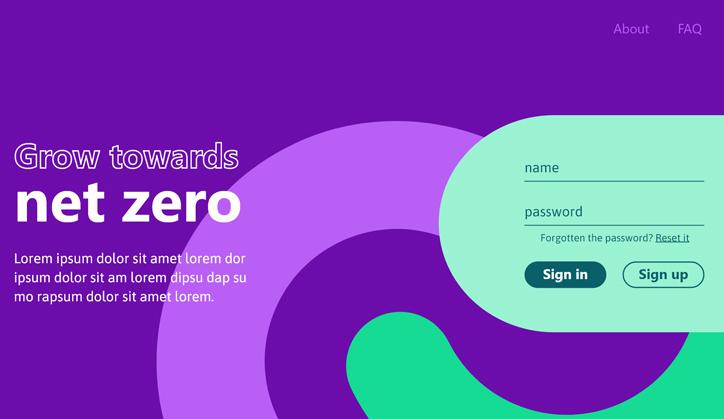 About FAQ
Grow towards
net zero
Lorem ipsum dolor sit amet lorem dor
ipsum dolor sit am lorem dipsu dap su
mo rapsum dolor sit amet lorem.
name
password
Forgotten the password? Reset it
Sign in Sign up